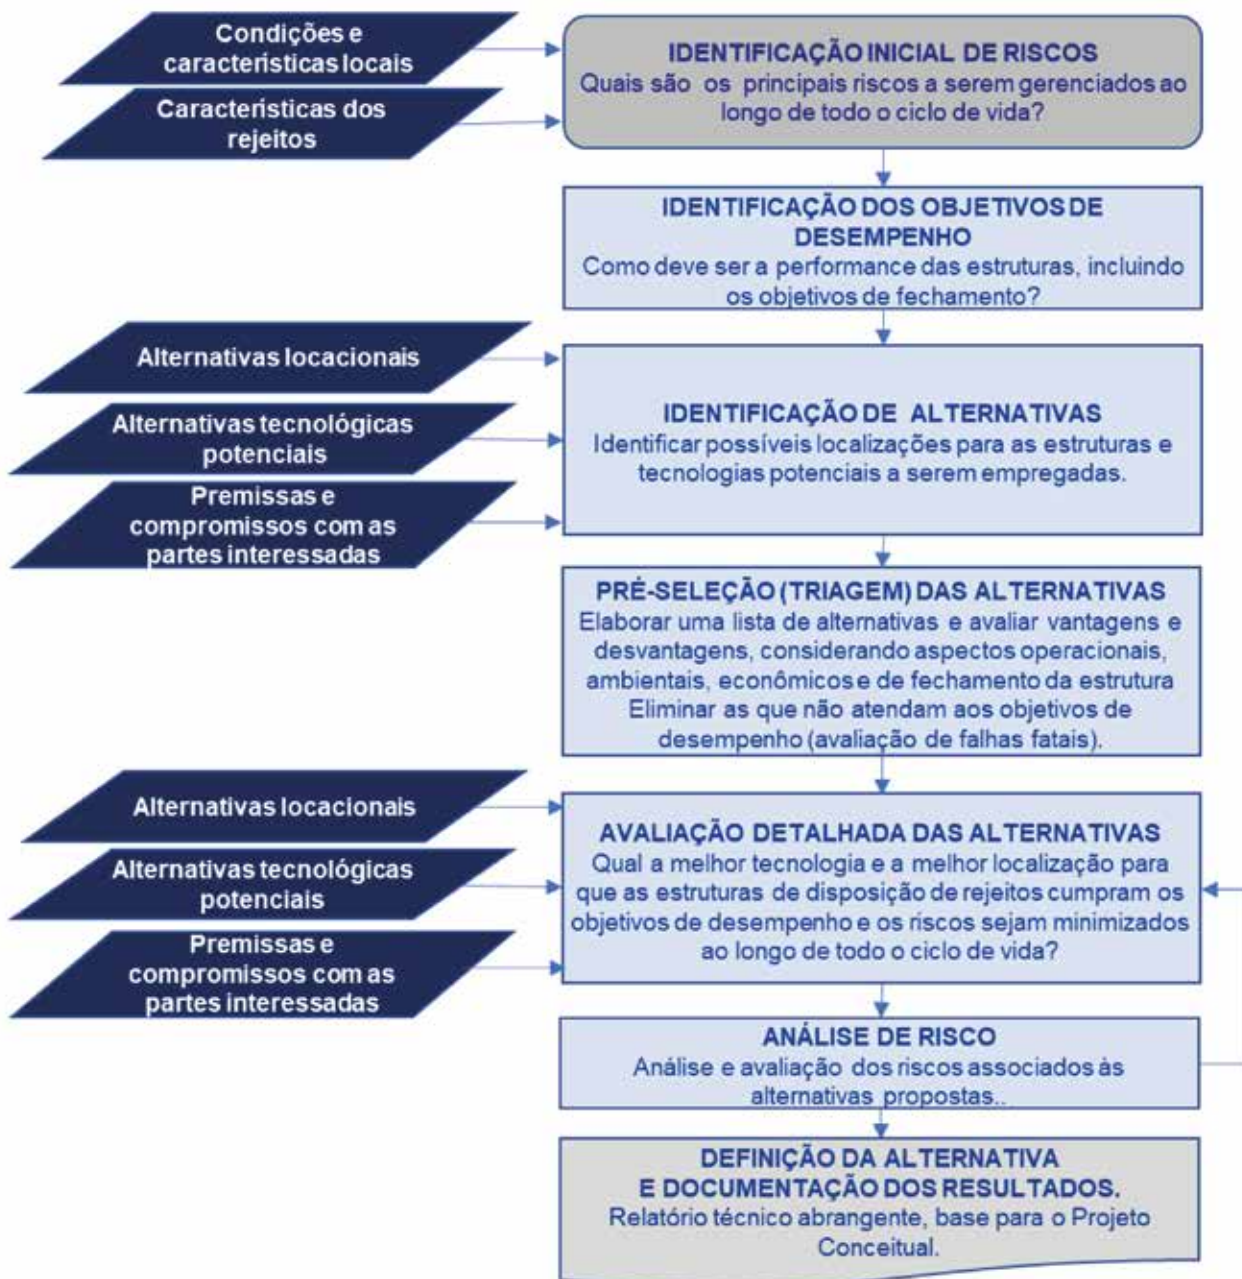 Condições e
características locais
IDENTIFICAÇÃO INICIAL DE RISCOS
Quais são os principais riscos a serem gerenciados ao
longo de todo o ciclo de vida?
Características dos
rejeitos
IDENTIFICAÇÃO DOS OBJETIVOS DE
DESEMPENHO
Como deve ser a performance das estruturas, incluindo
os objetivos de fechamento?
Alternativas locacionais
Alternativas tecnológicas
potenciais
Premissas e
compromissos com as
partes interessadas
IDENTIFICAÇÃO DE ALTERNATIVAS
Identificar possíveis localizações para as estruturas e
tecnologias potenciais a serem empregadas.
PRÉ-SELEÇÃO (TRIAGEM) DAS ALTERNATIVAS
Elaborar uma lista de alternativas e avaliar vantagens e
desvantagens, considerando aspectos operacionais,
ambientais, econômicos e de fechamento da estrutura
Eliminar as que não atendam aos objetivos de
desempenho (avaliação de falhas fatais).
Alternativas locacionais
Alternativas tecnológicas
potenciais
Premissas e
compromissos com as
partes interessadas
AVALIAÇÃO DETALHADA DAS ALTERNATIVAS
Qual a melhor tecnologia e a melhor localização para
que as estruturas de disposição de rejeitos cumpram os
objetivos de desempenho e os riscos sejam minimizados
ao longo de todo o ciclo de vida?
ANÁLISE DE RISCO
Análise e avaliação dos riscos associados às
alternativas propostas..
DEFINIÇÃO DA ALTERNATIVA
E DOCUMENTAÇÃO DOS RESULTADOS.
Relatório técnico abrangente, base para o Projeto
Conceitual.